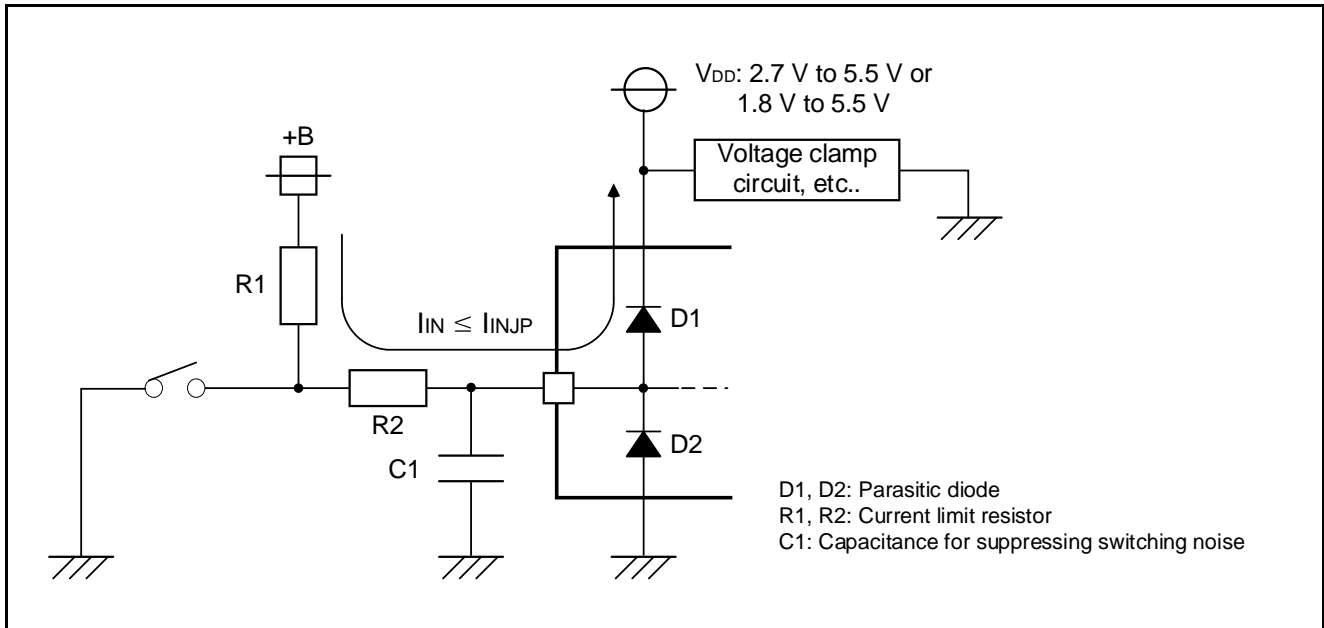 VDD: 2.7 V to 5.5 V or
1.8 V to 5.5 V
+B
Voltage clamp
circuit, etc..
R1
IIN ≤ IINJP
D1
R2
D2
C1
D1, D2: Parasitic diode
R1, R2: Current limit resistor
C1: Capacitance for suppressing switching noise